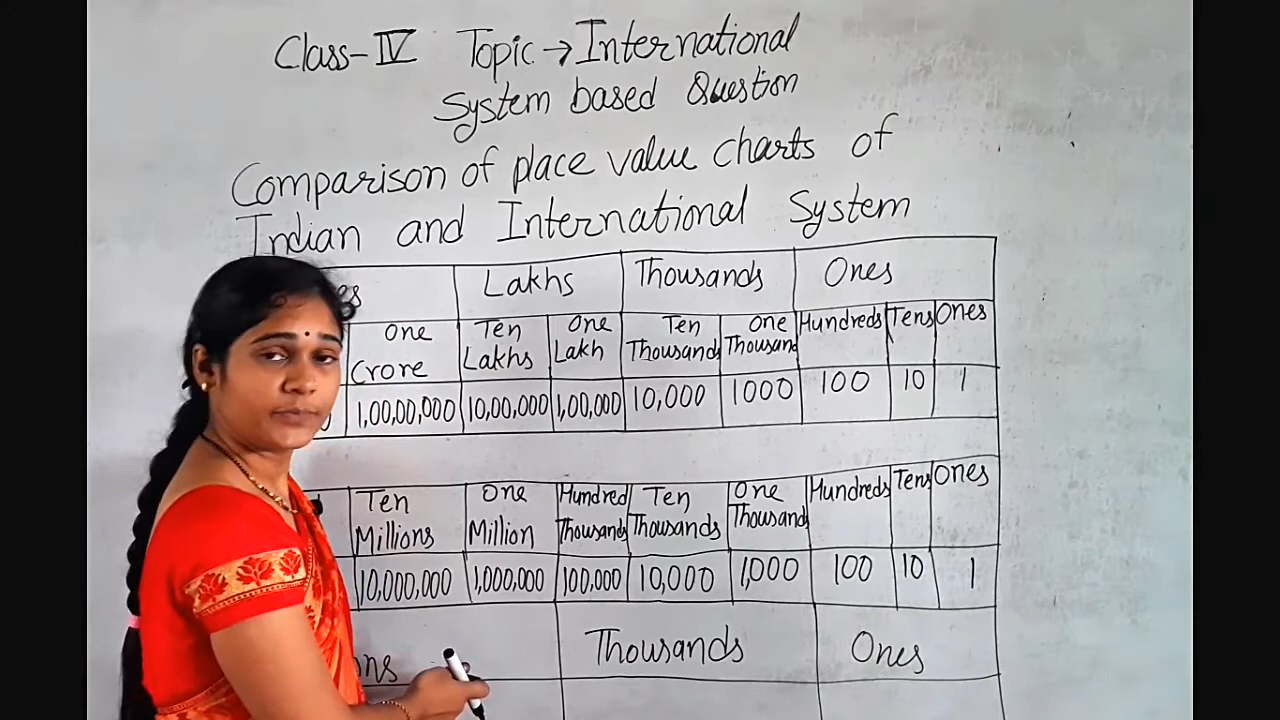 Class-IV Topic → International
System based Question
Comparison of place value charts of
Indian and International System
es Lakhs Thousands Ones
One Crore Ten Lakhs One Lakh Ten Thousands One Thousand Hundreds Tens Ones
1,00,00,000 10,00,000 1,00,000 10,000 1000 100 10 1
Ten Millions One Million Hundred Thousands Ten Thousands One Thousand Hundreds Tens Ones
10,000,000 1,000,000 100,000 10,000 1,000 100 10 1
ons Thousands Ones